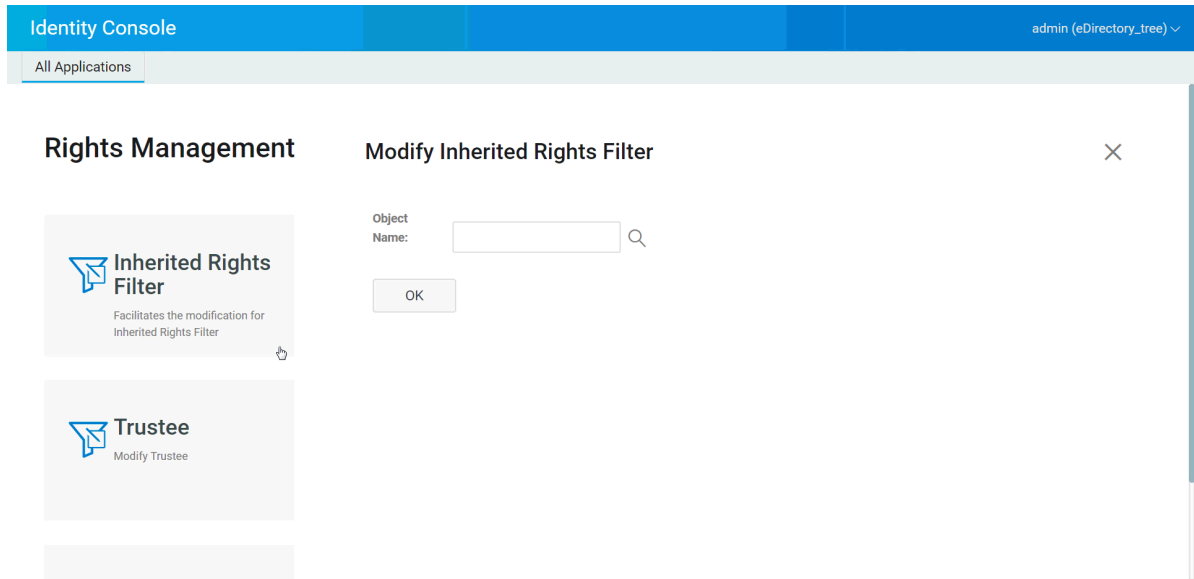 Identity Console
admin (eDirectory_tree)
All Applications
Rights Management
Modify Inherited Rights Filter
Object
Name:
OK
Inherited Rights
Filter
Facilitates the modification for
Inherited Rights Filter
Trustee
Modify Trustee